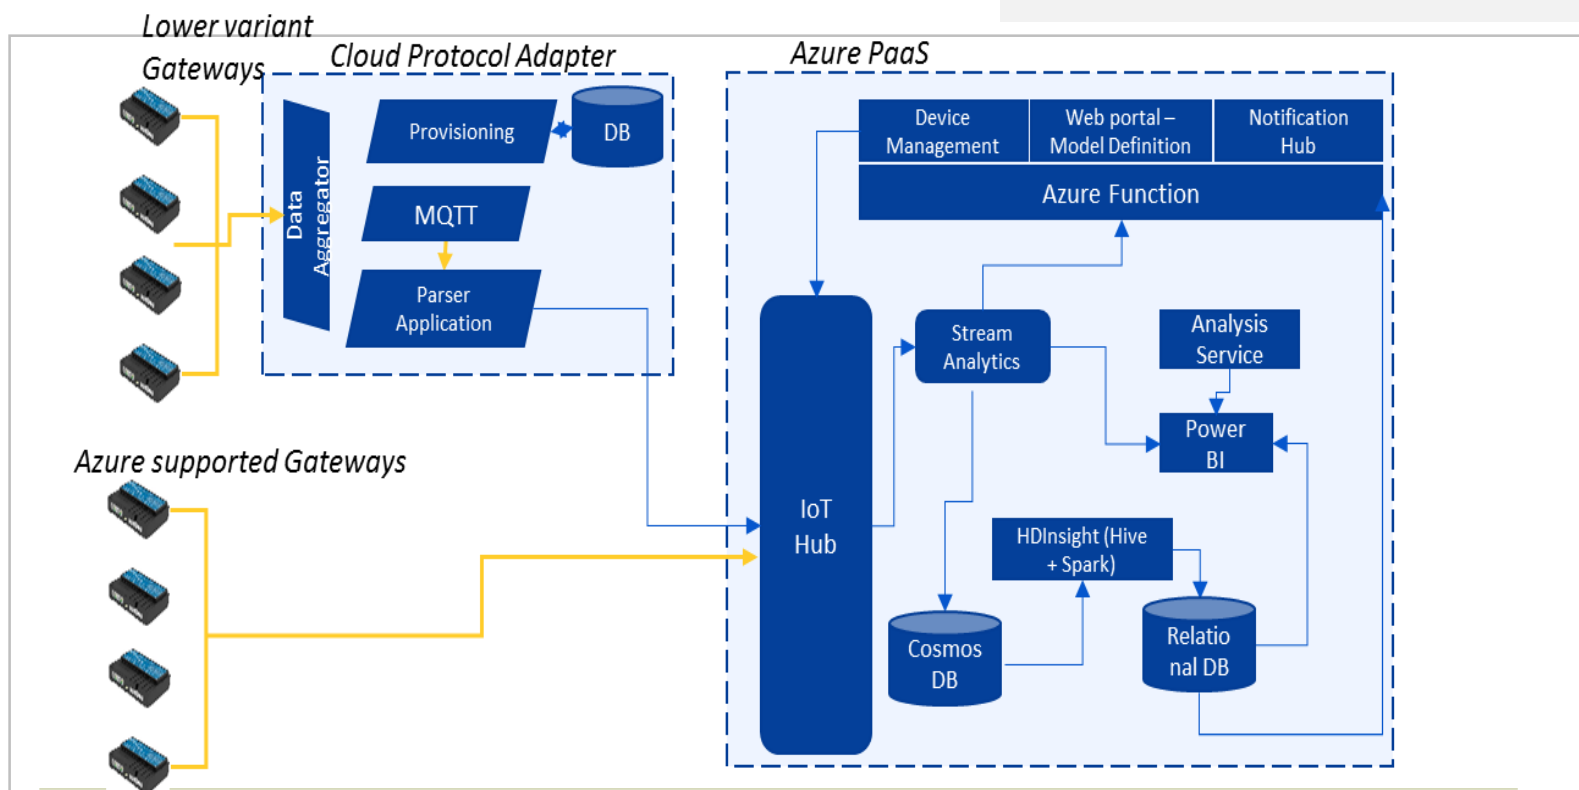 Lower variant
Gateways
Cloud Protocol Adapter
Azure PaaS
Data
Aggregator
Provisioning
DB
MQTT
Parser
Application
Device
Management
Web portal –
Model Definition
Notification
Hub
Azure Function
Stream
Analytics
Analysis
Service
Power
BI
Azure supported Gateways
IoT
Hub
HDInsight (Hive
+ Spark)
Cosmos
DB
Relatio
nal DB